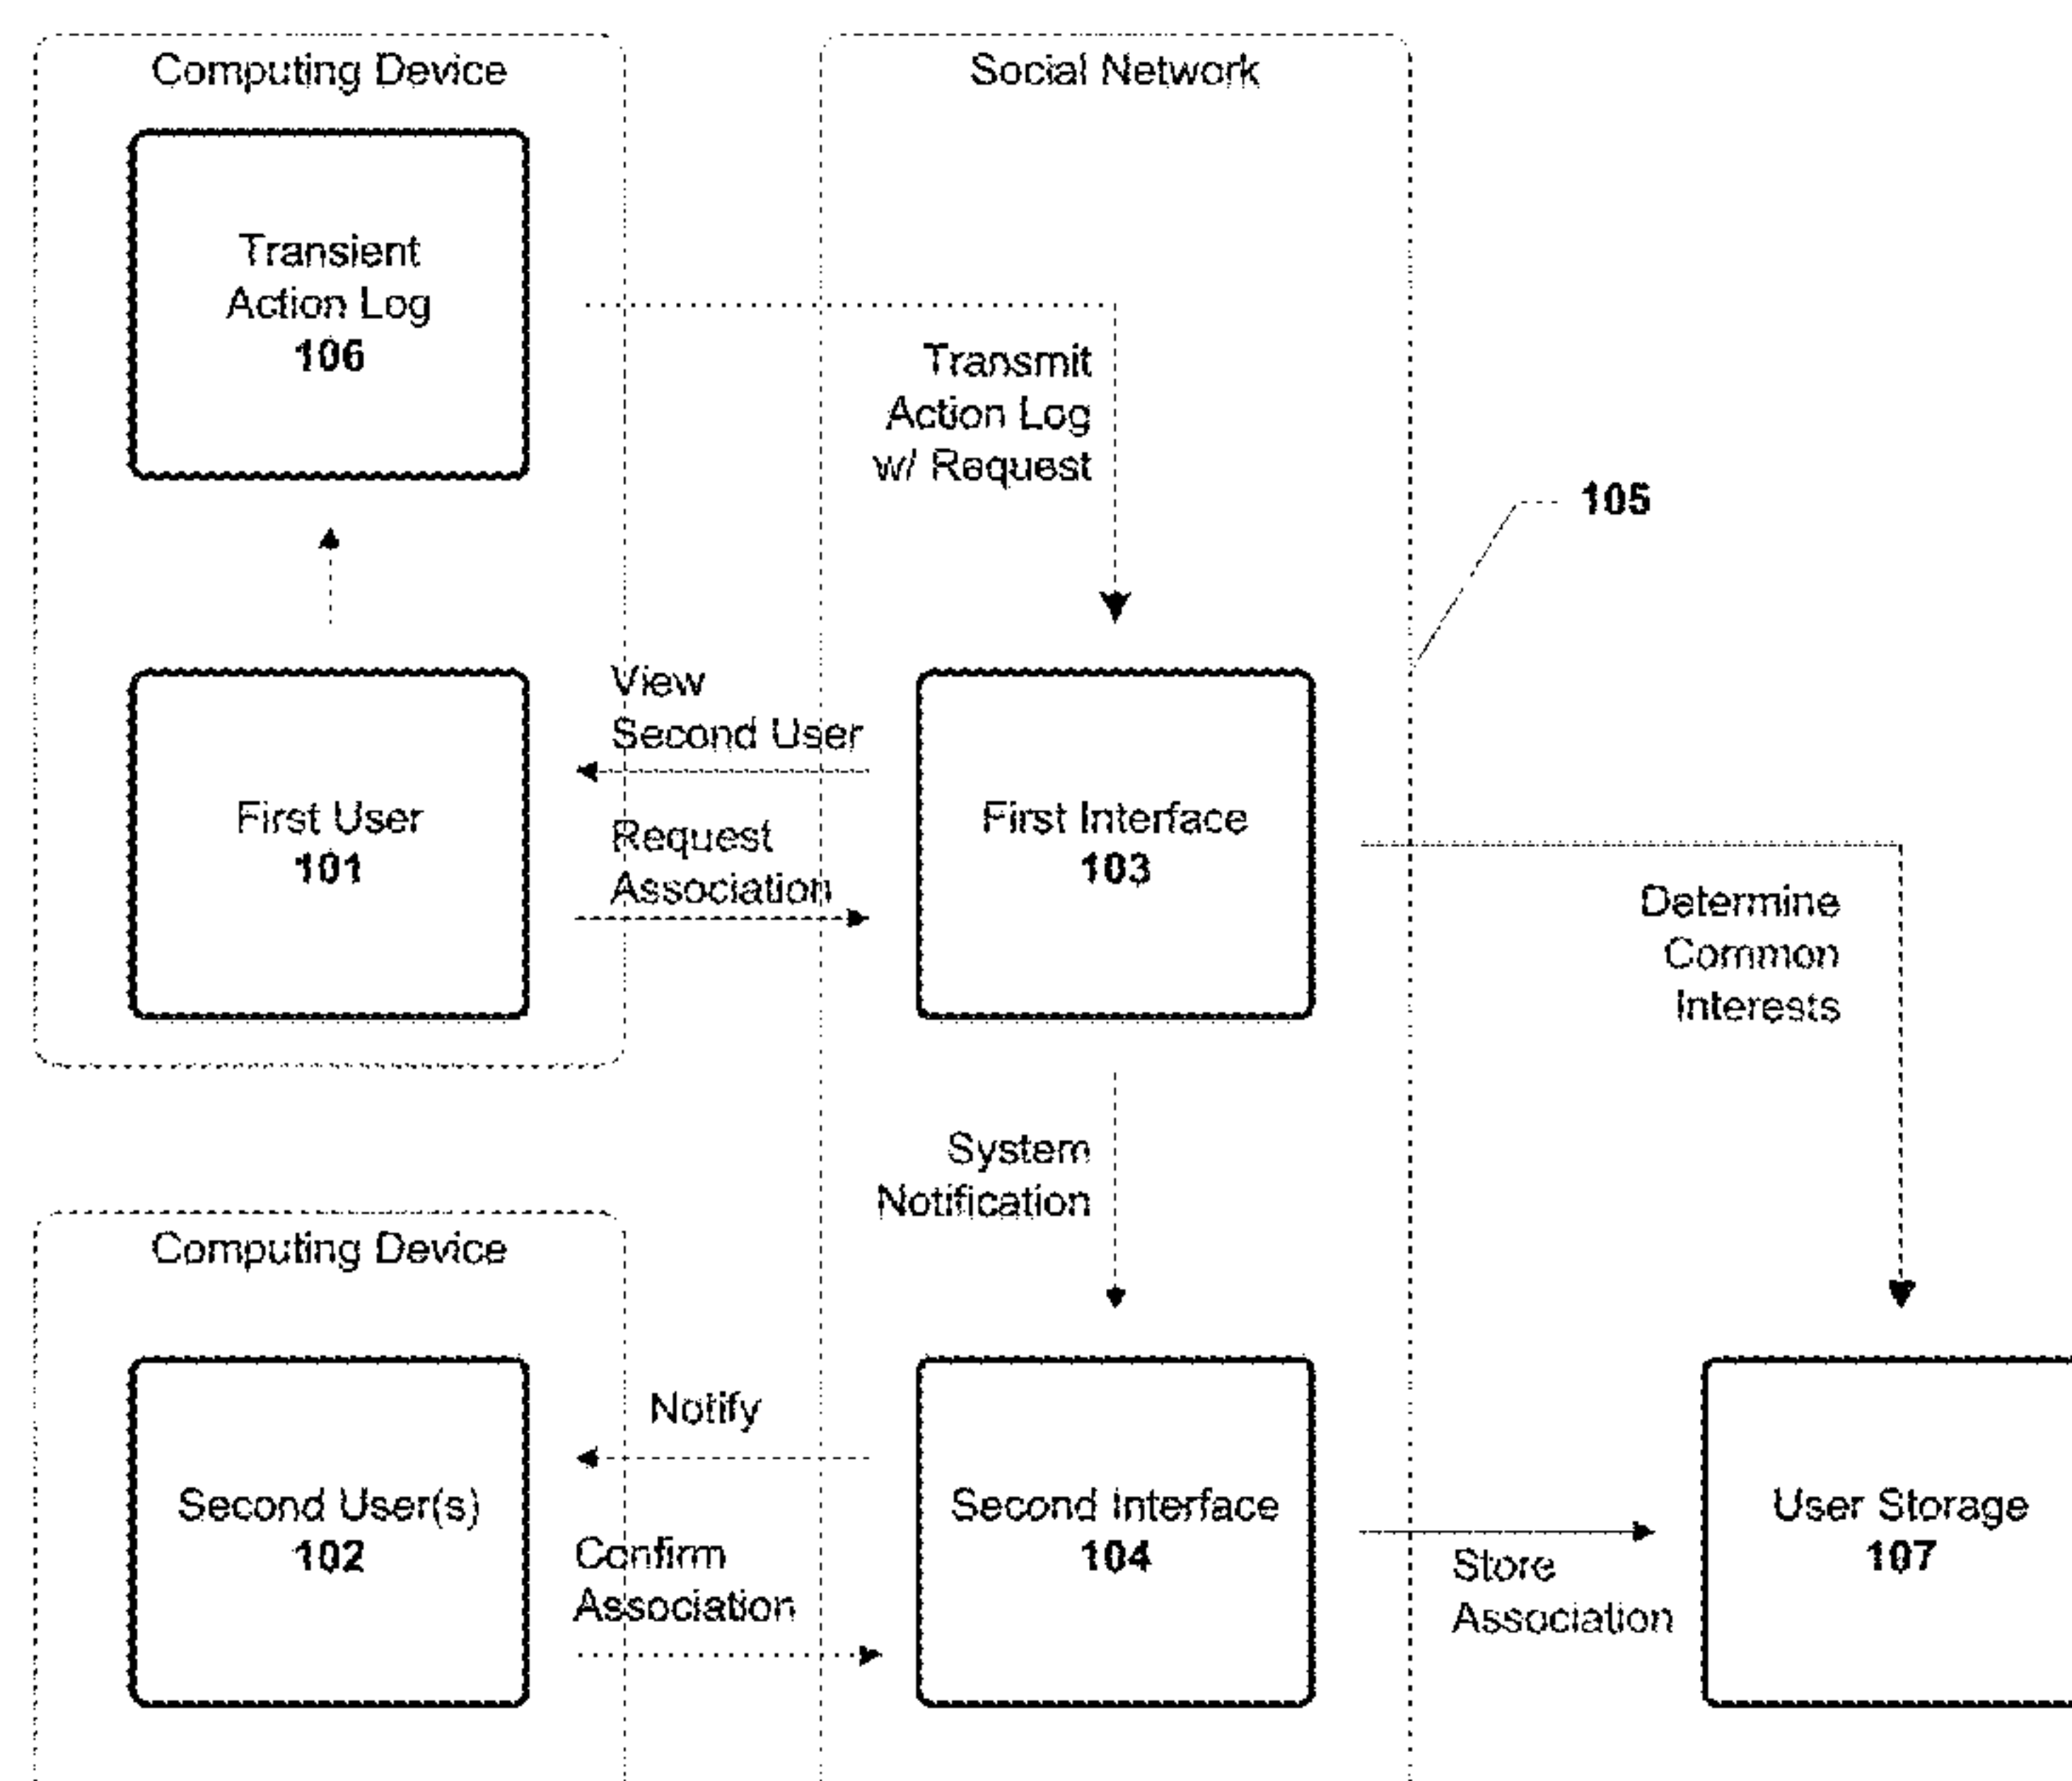 Computing Device
Social Network
Transient
Action Log
106
Transmit
Action Log
w/ Request
105
View
Second User
First User
101
Request
Association
First Interface
103
Determine
Common
Interests
System
Notification
Computing Device
Notify
Second User(s)
102
Confirm
Association
Second Interface
104
Store
Association
User Storage
107